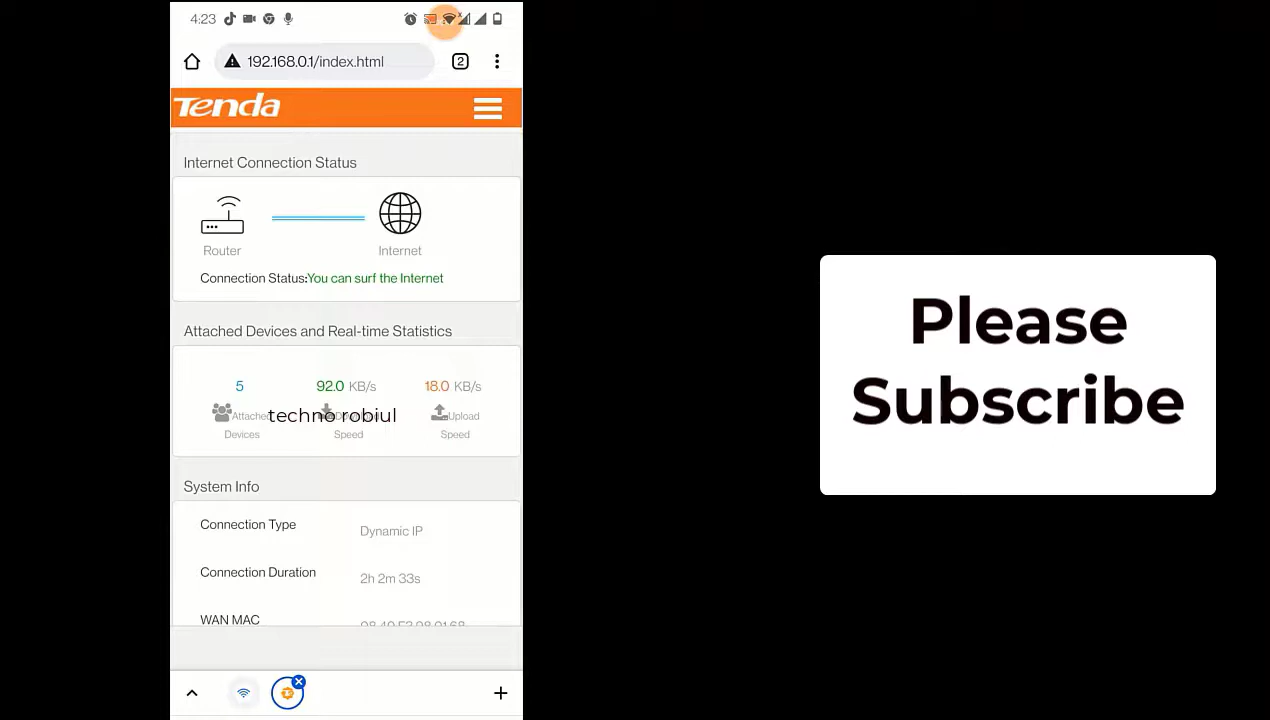 4:23
192.168.0.1/index.html
2
Tenda
Internet Connection Status
Router
Internet
Connection Status:You can surf the Internet
Attached Devices and Real-time Statistics
5
92.0 KB/s
18.0 KB/s
Attached
Devices
techno robiul
Speed
Upload
Speed
System Info
Connection Type
Dynamic IP
Connection Duration
2h 2m 33s
WAN MAC
Please
Subscribe